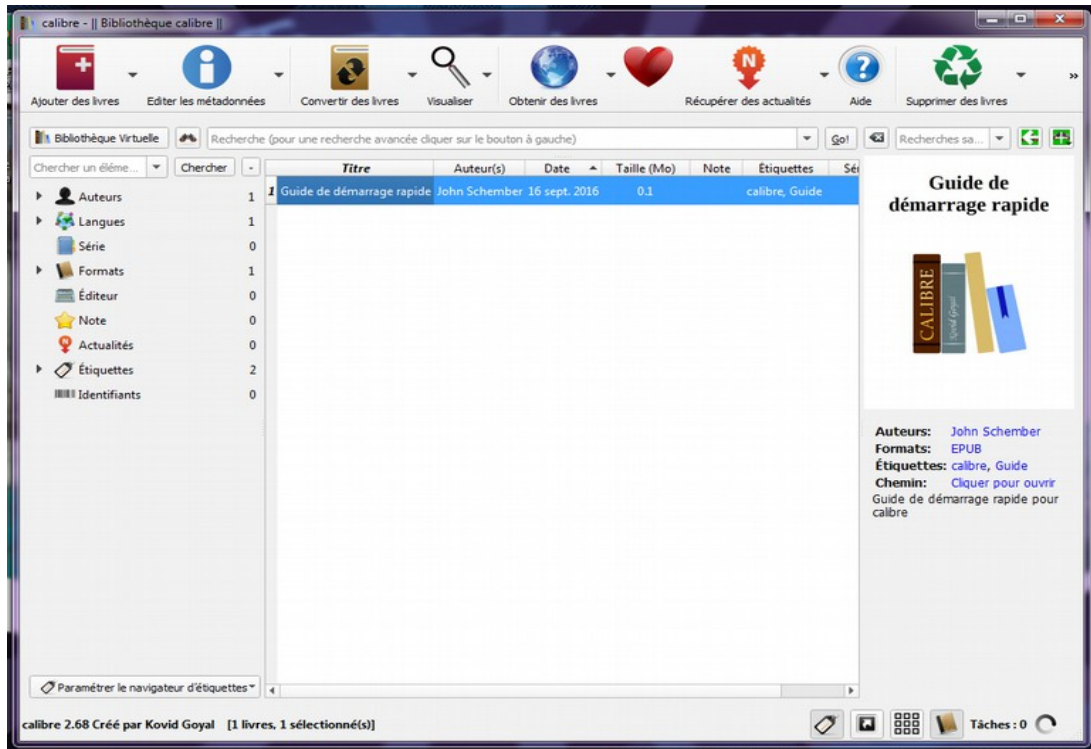 calibre - || Bibliothèque calibre ||
Ajouter des livres Editer les métadonnées Convertir des livres Visualiser Obtenir des livres Récupérer des actualités Aide Supprimer des livres »
Bibliothèque Virtuelle Recherche (pour une recherche avancée cliquer sur le bouton à gauche) Go! Recherches sa...
Chercher un éléme... Chercher -
Titre Auteur(s) Date Taille (Mo) Note Étiquettes Sér
1 Guide de démarrage rapide John Schember 16 sept. 2016 0.1 calibre, Guide
Auteurs 1
Langues 1
Série 0
Formats 1
Éditeur 0
Note 0
Actualités 0
Étiquettes 2
Identifiants 0
Guide de
démarrage rapide
CALIBRE
Kovid Goyal
Auteurs: John Schember
Formats: EPUB
Étiquettes: calibre, Guide
Chemin: Cliquer pour ouvrir
Guide de démarrage rapide pour
calibre
Paramétrer le navigateur d'étiquettes
calibre 2.68 Créé par Kovid Goyal [1 livres, 1 sélectionné(s)] Tâches : 0